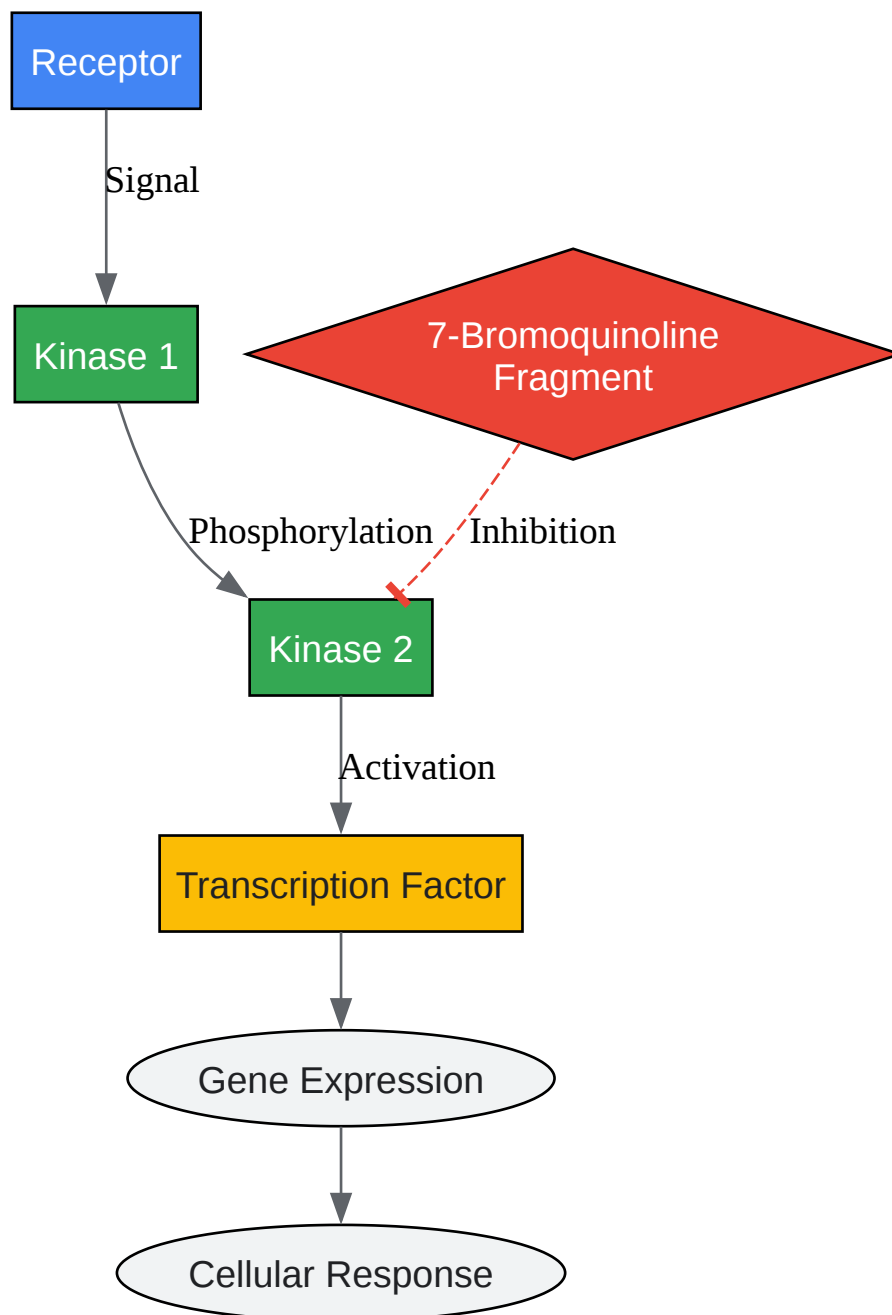 Receptor
Signal
Kinase 1
7-Bromoquinoline
Fragment
Phosphorylation
Inhibition
Kinase 2
Activation
Transcription Factor
Gene Expression
Cellular Response